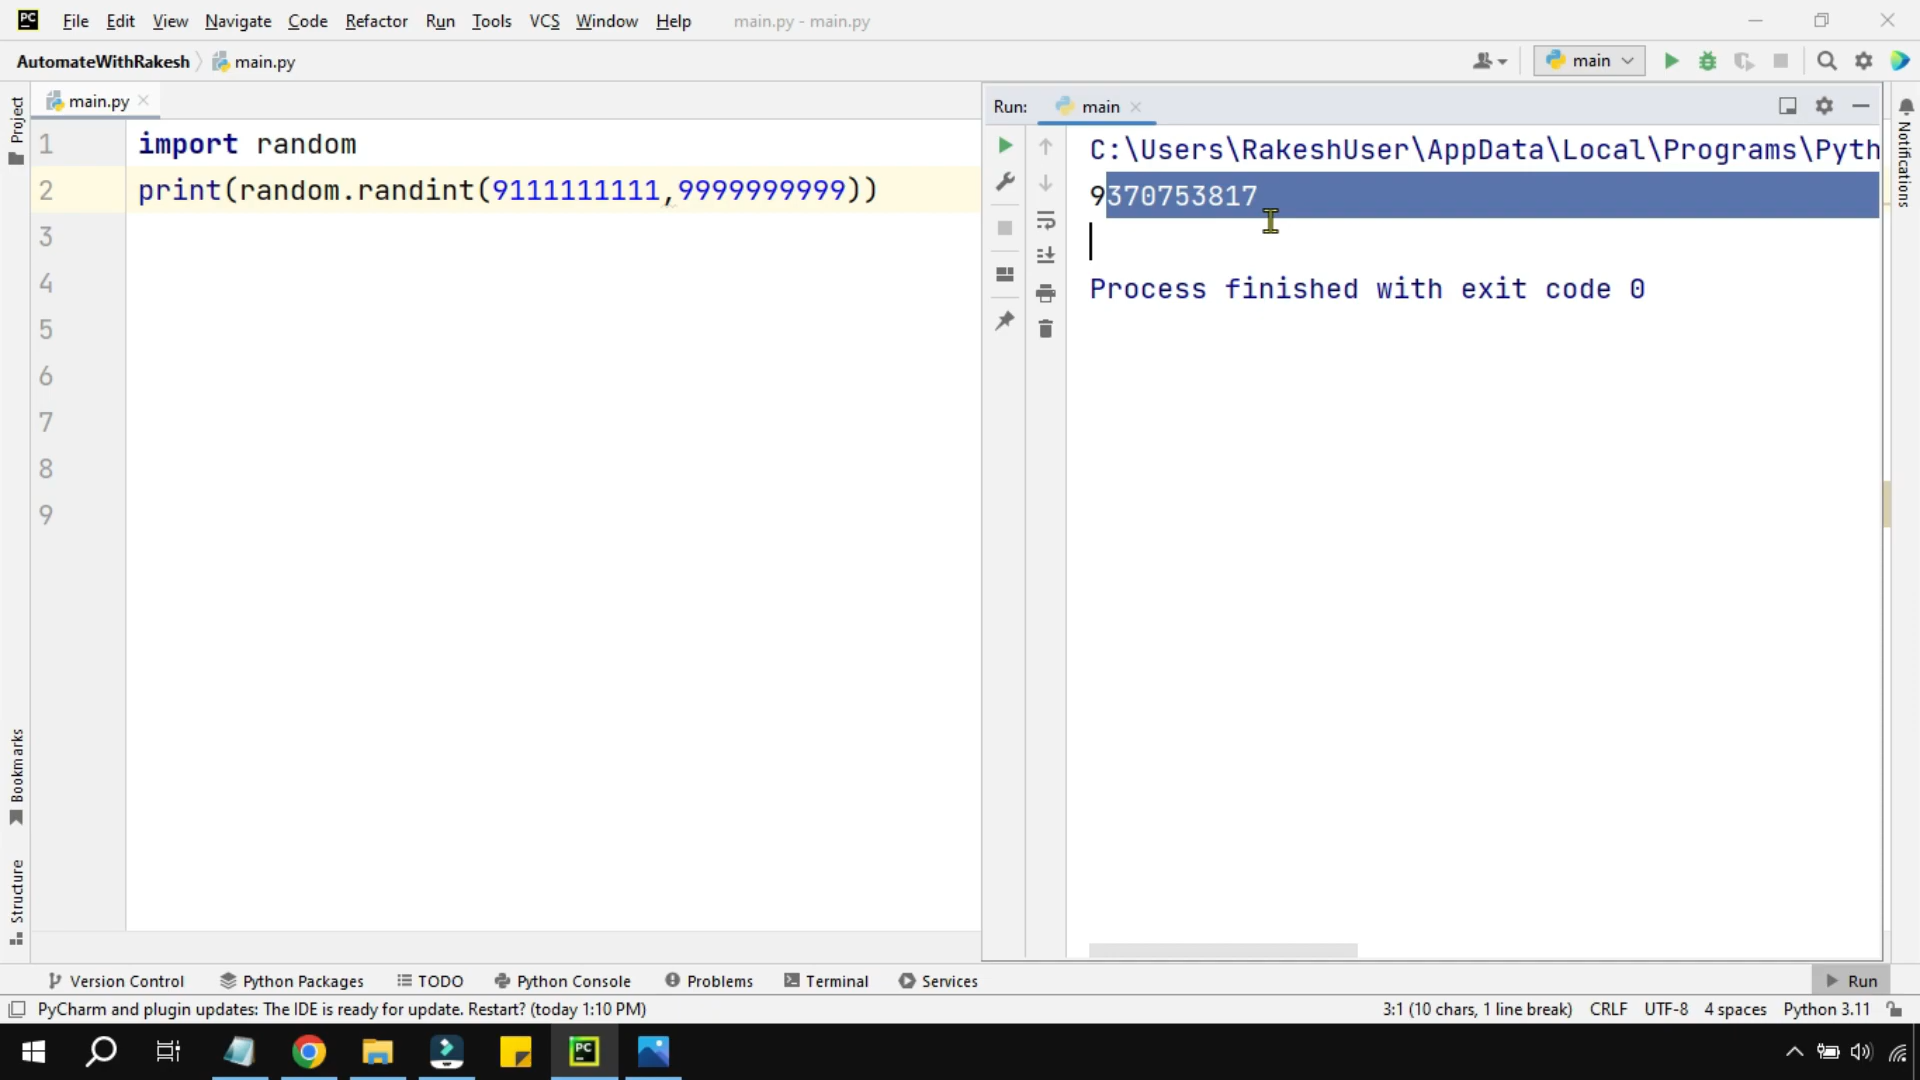 PC File Edit View Navigate Code Refactor Run Tools VCS Window Help main.py - main.py
AutomateWithRakesh main.py main
Project
main.py
Run: main
Notifications
1 import random
2 print(random.randint(9111111111,9999999999))
3
4
5
6
7
8
9
C:\Users\RakeshUser\AppData\Local\Programs\Pyth
9370753817
Process finished with exit code 0
Bookmarks
Structure
Version Control Python Packages TODO Python Console Problems Terminal Services Run
PyCharm and plugin updates: The IDE is ready for update. Restart? (today 1:10 PM) 3:1 (10 chars, 1 line break) CRLF UTF-8 4 spaces Python 3.11
PC